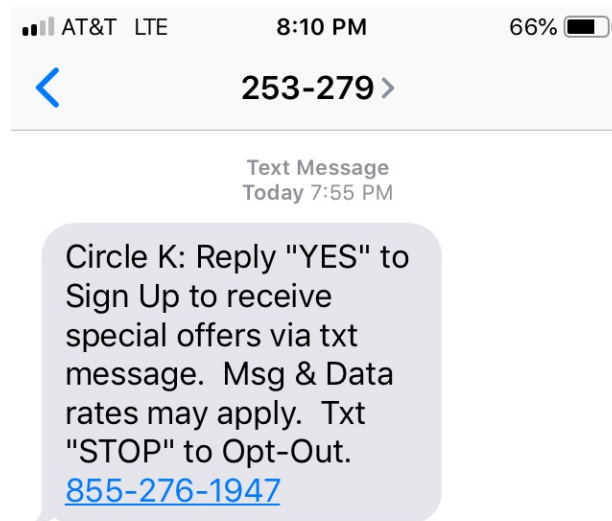 AT&T LTE 8:10 PM 66%
253-279
Text Message
Today 7:55 PM
Circle K: Reply "YES" to
Sign Up to receive
special offers via txt
message. Msg & Data
rates may apply. Txt
"STOP" to Opt-Out.
855-276-1947